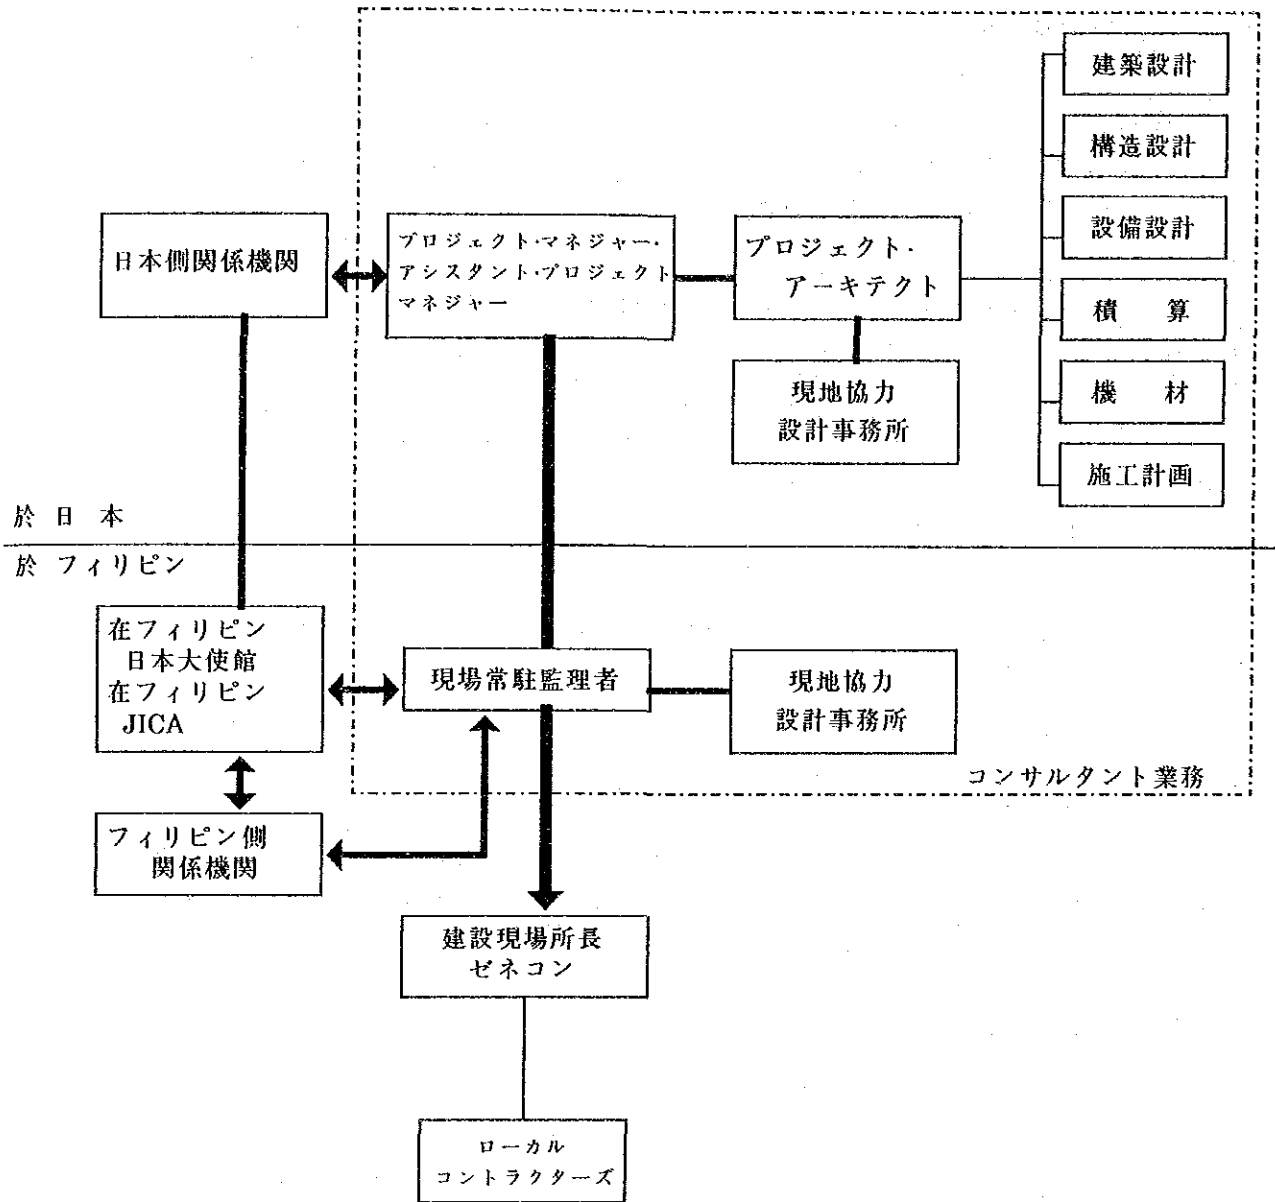 建築設計
構造設計
設備設計
積　算
機　材
施工計画
日本側関係機関
プロジェクト・マネジャー・
アシスタント・プロジェクト
マネジャー
プロジェクト・
アーキテクト
現地協力
設計事務所
於 日 本
於 フィリピン
在フィリピン
日本大使館
在フィリピン
JICA
現場常駐監理者
現地協力
設計事務所
コンサルタント業務
フィリピン側
関係機関
建設現場所長
ゼネコン
ローカル
コントラクターズ